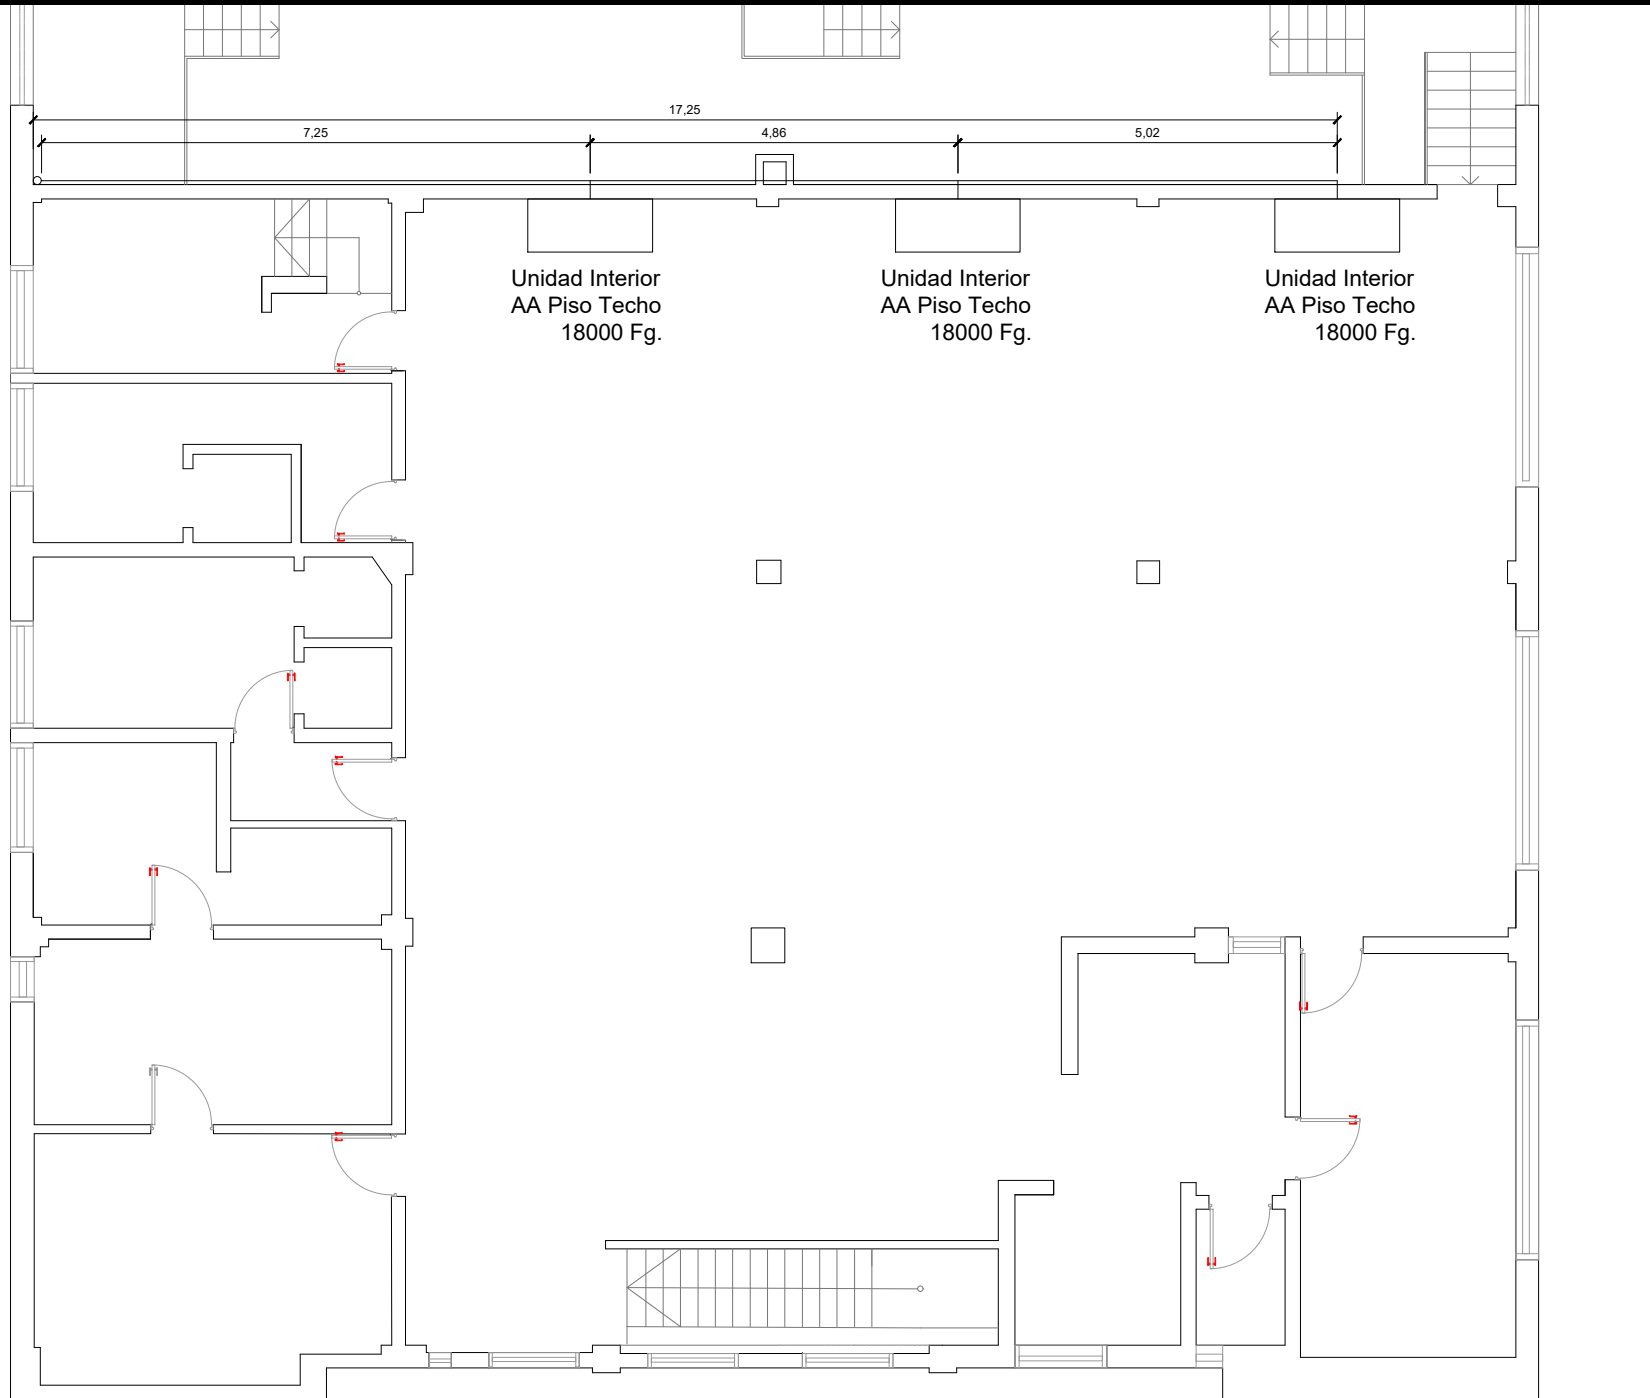 17,25
7,25
4,86
5,02
Unidad Interior
AA Piso Techo
18000 Fg.
Unidad Interior
AA Piso Techo
18000 Fg.
Unidad Interior
AA Piso Techo
18000 Fg.